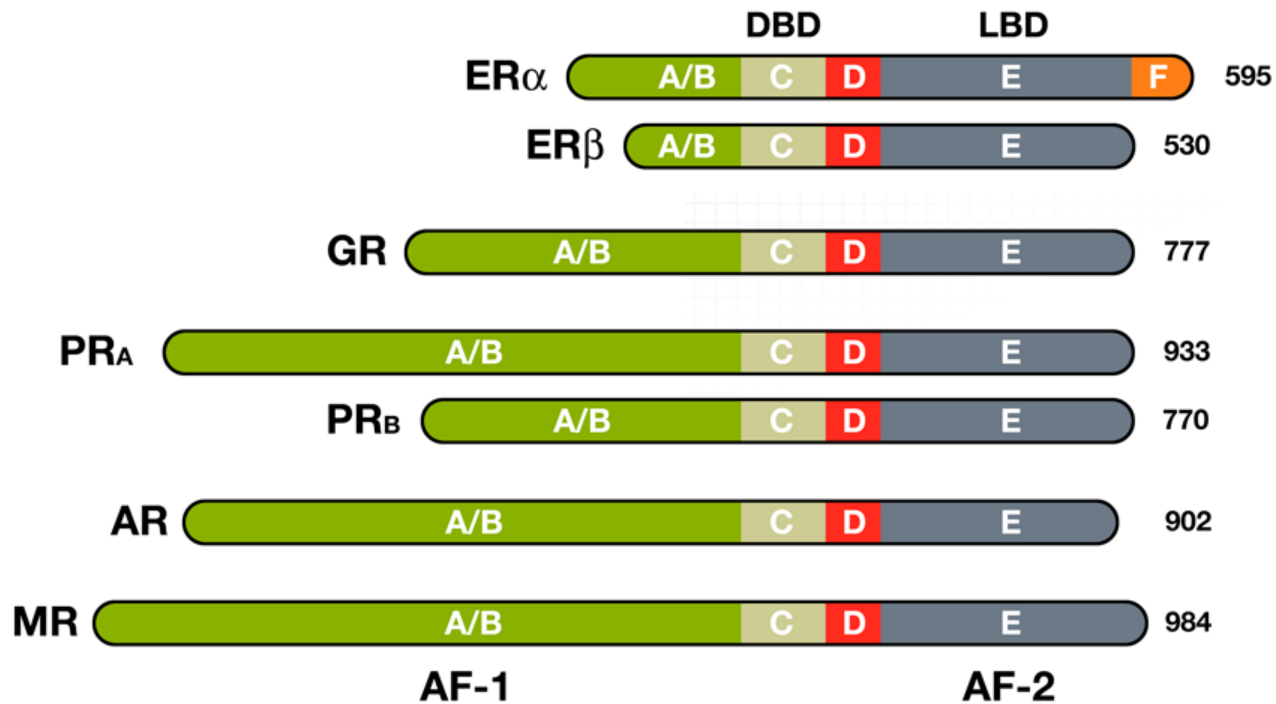 DBD LBD
ERα A/B C D E F 595
ERβ A/B C D E 530
GR A/B C D E 777
PRA A/B C D E 933
PRB A/B C D E 770
AR A/B C D E 902
MR A/B C D E 984
AF-1 AF-2